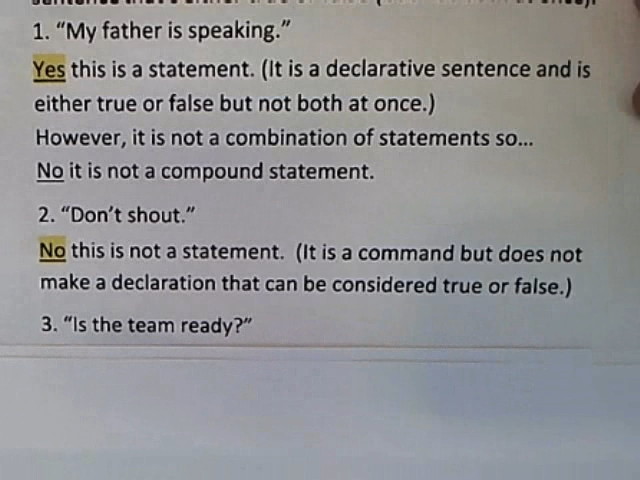 1. “My father is speaking.”
Yes this is a statement. (It is a declarative sentence and is
either true or false but not both at once.)
However, it is not a combination of statements so...
No it is not a compound statement.
2. “Don’t shout.”
No this is not a statement. (It is a command but does not
make a declaration that can be considered true or false.)
3. “Is the team ready?”